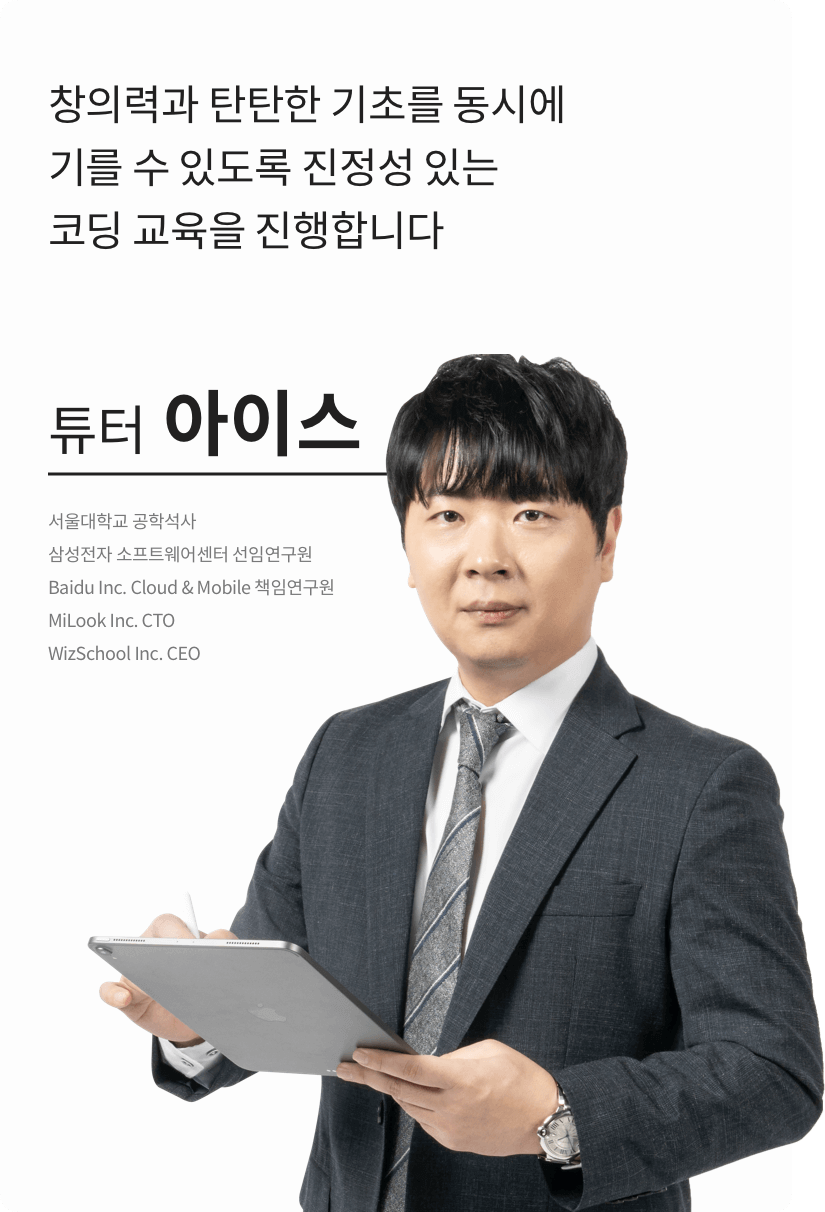 창의력과 탄탄한 기초를 동시에
기를 수 있도록 진정성 있는
코딩 교육을 진행합니다
튜터 아이스
서울대학교 공학석사
삼성전자 소프트웨어센터 선임연구원
Baidu Inc. Cloud & Mobile 책임연구원
MiLook Inc. CTO
WizSchool Inc. CEO